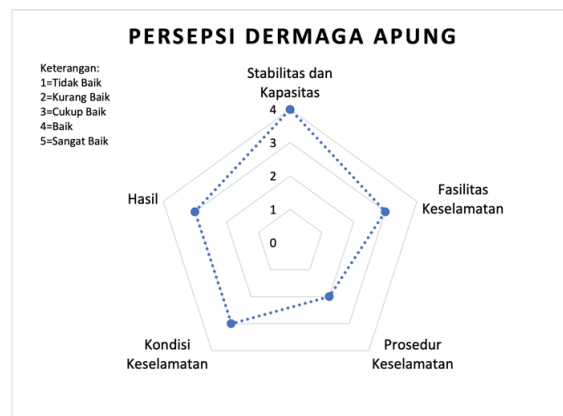 PERSEPSI DERMAGA APUNG
Keterangan:
1=Tidak Baik
2=Kurang Baik
3=Cukup Baik
4=Baik
5=Sangat Baik
Stabilitas dan
Kapasitas
4
3
2
1
0
Hasil
Fasilitas
Keselamatan
Kondisi
Keselamatan
Prosedur
Keselamatan